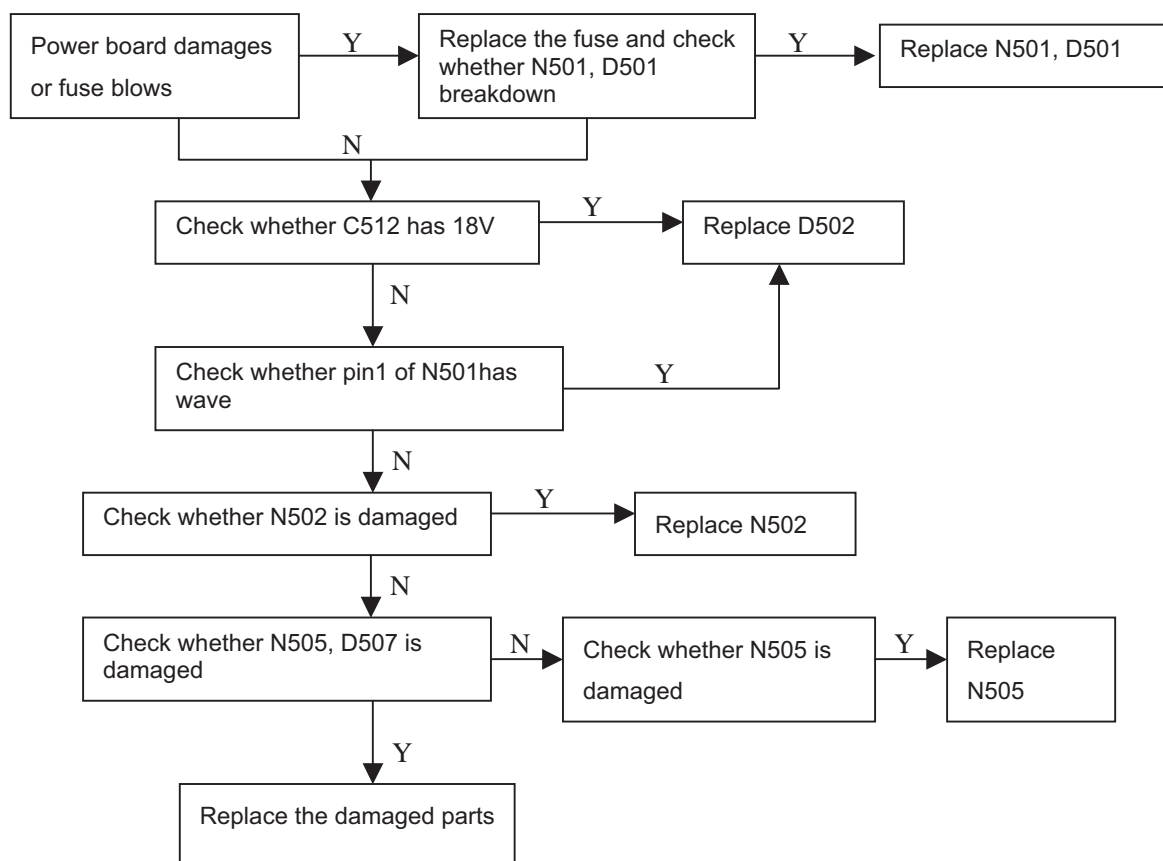 Power board damages
or fuse blows
Y
Replace the fuse and check
whether N501, D501
breakdown
Y
Replace N501, D501
N
Check whether C512 has 18V
Y
Replace D502
N
Check whether pin1 of N501has
wave
Y
N
Check whether N502 is damaged
Y
Replace N502
N
Check whether N505, D507 is
damaged
N
Check whether N505 is
damaged
Y
Replace
N505
Y
Replace the damaged parts